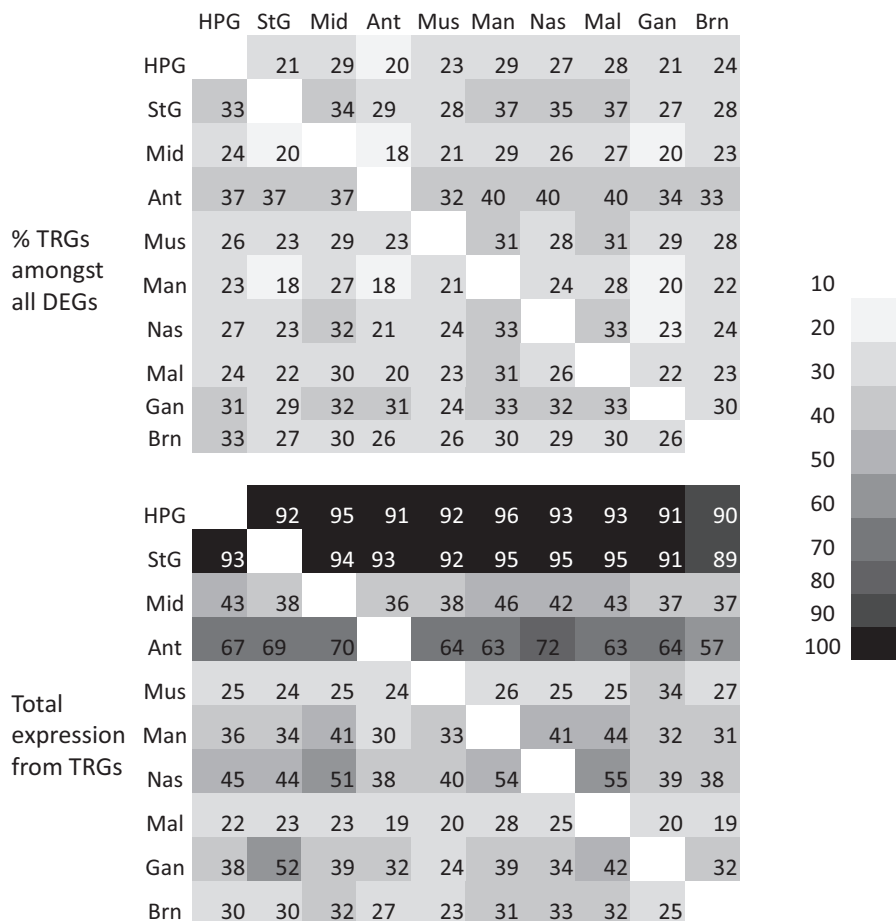 HPG StG Mid Ant Mus Man Nas Mal Gan Brn
HPG 21 29 20 23 29 27 28 21 24
StG 33 34 29 28 37 35 37 27 28
Mid 24 20 18 21 29 26 27 20 23
Ant 37 37 37 32 40 40 40 34 33
Mus 26 23 29 23 31 28 31 29 28
Man 23 18 27 18 21 24 28 20 22
Nas 27 23 32 21 24 33 33 23 24
Mal 24 22 30 20 23 31 26 22 23
Gan 31 29 32 31 24 33 32 33 30
Brn 33 27 30 26 26 30 29 30 26
% TRGs
amongst
all DEGs
HPG 92 95 91 92 96 93 93 91 90
StG 93 94 93 92 95 95 95 91 89
Mid 43 38 36 38 46 42 43 37 37
Ant 67 69 70 64 63 72 63 64 57
Mus 25 24 25 24 26 25 25 34 27
Man 36 34 41 30 33 41 44 32 31
Nas 45 44 51 38 40 54 55 39 38
Mal 22 23 23 19 20 28 25 20 19
Gan 38 52 39 32 24 39 34 42 32
Brn 30 30 32 27 23 31 33 32 25
Total
expression
from TRGs
10
20
30
40
50
60
70
80
90
100